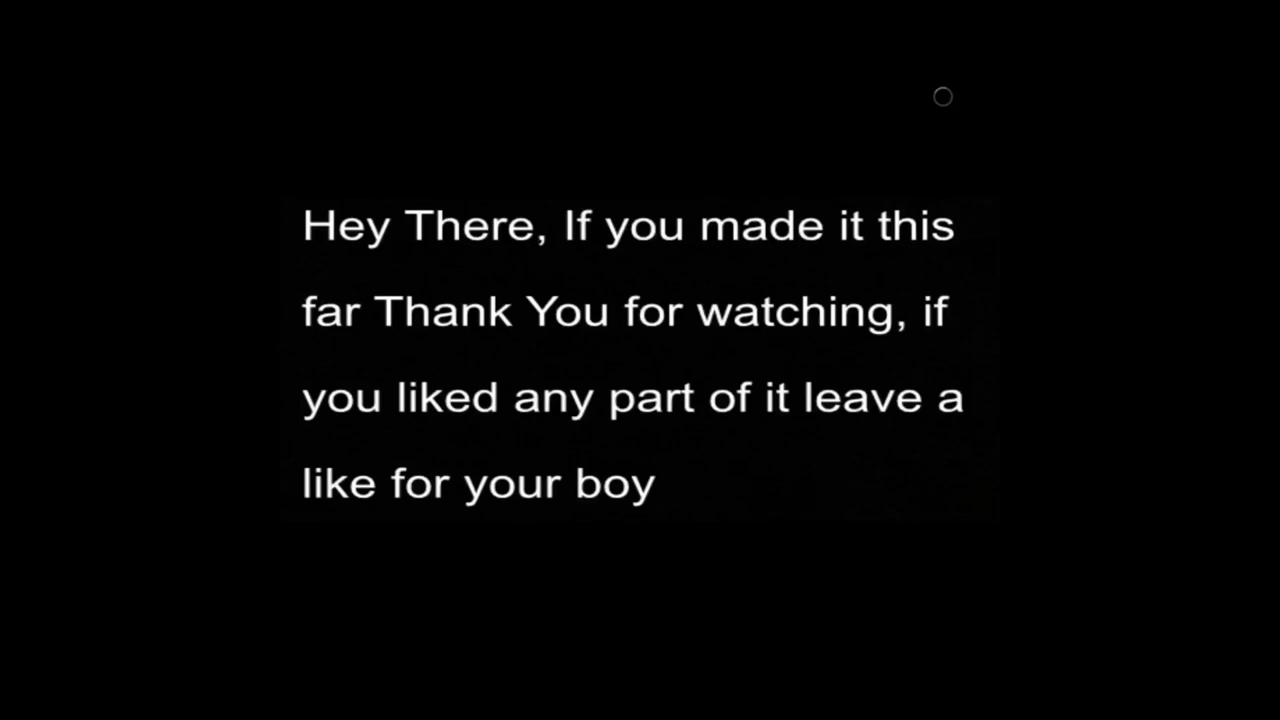 Hey There, If you made it this
far Thank You for watching, if
you liked any part of it leave a
like for your boy